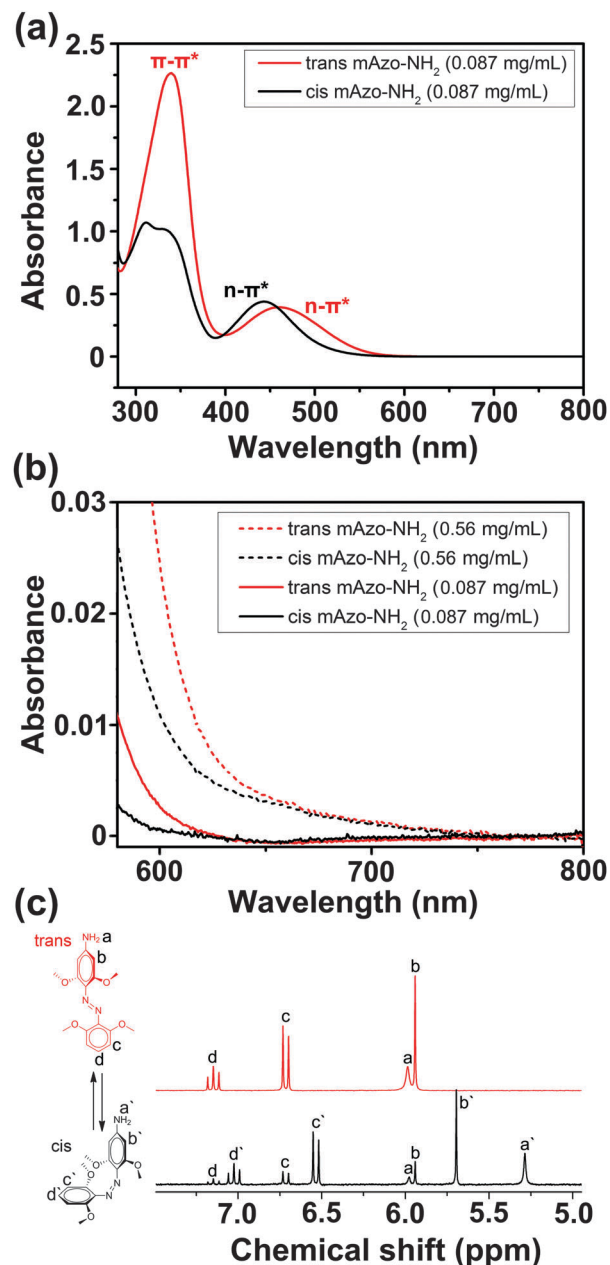 (a)
π-π*
trans mAzo-NH₂ (0.087 mg/mL)
cis mAzo-NH₂ (0.087 mg/mL)
2.5
2.0
1.5
1.0
0.5
0
Absorbance
n-π*
n-π*
300 400 500 600 700 800
Wavelength (nm)
(b)
0.03
0.02
0.01
0
Absorbance
trans mAzo-NH₂ (0.56 mg/mL)
cis mAzo-NH₂ (0.56 mg/mL)
trans mAzo-NH₂ (0.087 mg/mL)
cis mAzo-NH₂ (0.087 mg/mL)
600 700 800
Wavelength (nm)
(c)
trans
NH₂ a
b
O O
N
N
O O
c
d
d c a b
cis
a`
NH₂
b`
O
O
O
N
N
c`
d`
O
d d` c c` a b b` a`
7.0 6.5 6.0 5.5 5.0
Chemical shift (ppm)